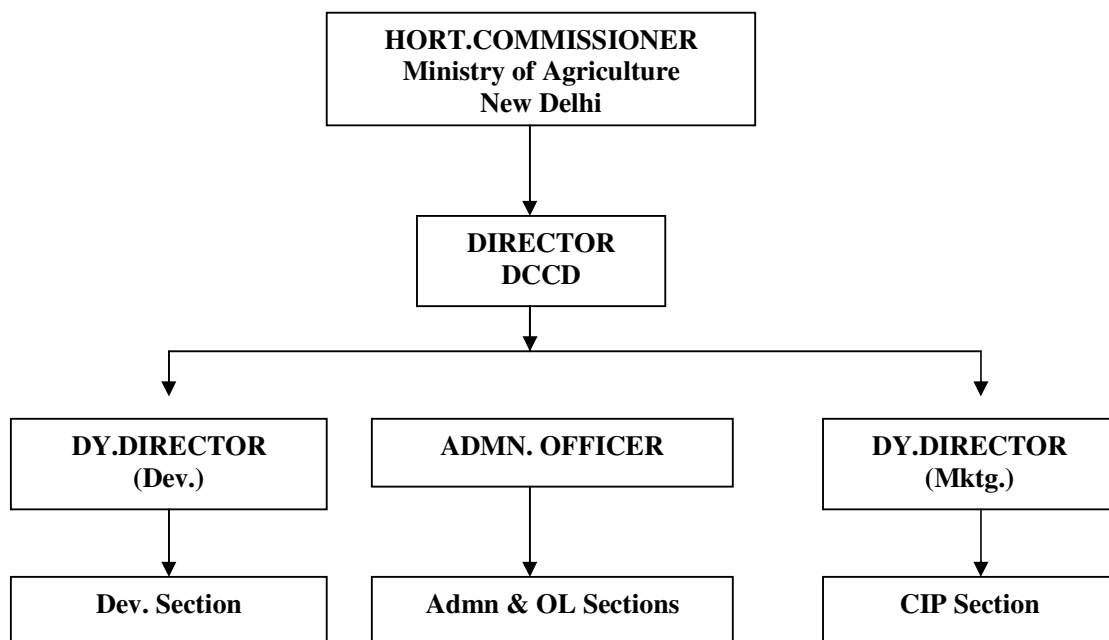 HORT.COMMISSIONER
Ministry of Agriculture
New Delhi
DIRECTOR
DCCD
DY.DIRECTOR
(Dev.)
ADMN. OFFICER
DY.DIRECTOR
(Mktg.)
Dev. Section
Admn & OL Sections
CIP Section